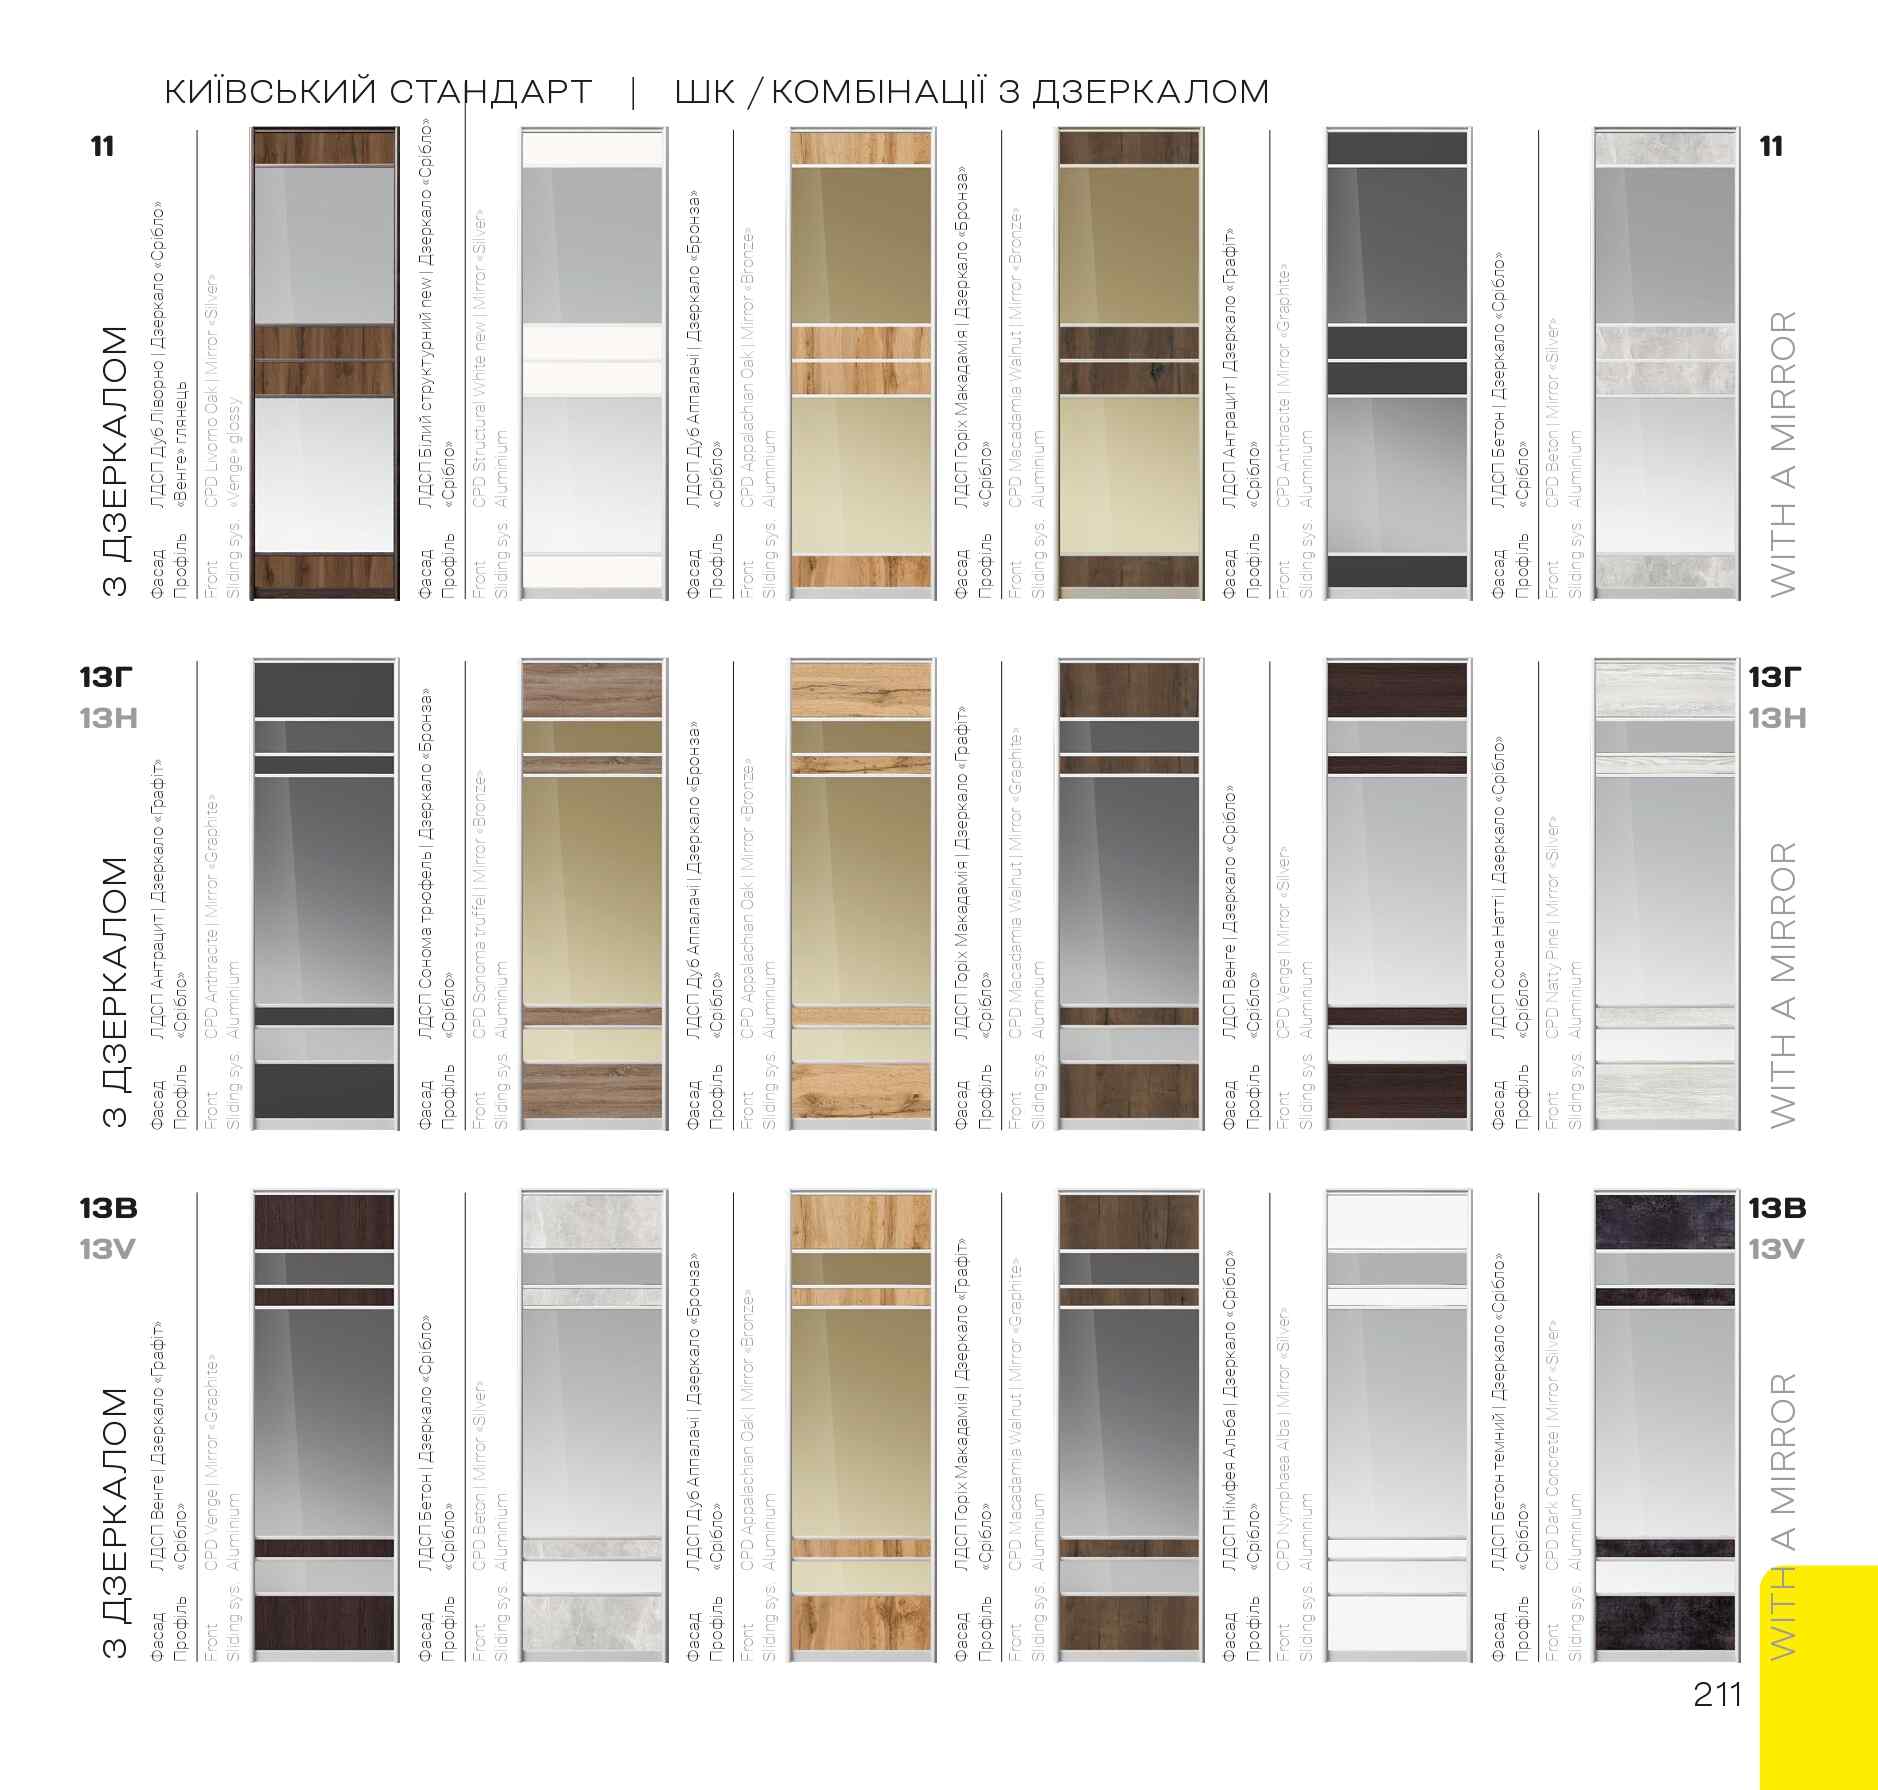 КИЇВСЬКИЙ СТАНДАРТ | ШК / КОМБІНАЦІЇ З ДЗЕРКАЛОМ
11
З ДЗЕРКАЛОМ
Фасад ЛДСП Дуб Ліворно | Дзеркало «Срібло»
Профіль «Венге» глянець
Front CPD Livorno Oak | Mirror «Silver»
Sliding sys. «Venge» glossy
Фасад ЛДСП Білий структурний new | Дзеркало «Срібло»
Профіль «Срібло»
Front CPD Structural White new | Mirror «Silver»
Sliding sys. Aluminium
Фасад ЛДСП Дуб Аппалачі | Дзеркало «Бронза»
Профіль «Срібло»
Front CPD Appalachian Oak | Mirror «Bronze»
Sliding sys. Aluminium
Фасад ЛДСП Горіх Макадамія | Дзеркало «Бронза»
Профіль «Срібло»
Front CPD Macadamia Walnut | Mirror «Bronze»
Sliding sys. Aluminium
Фасад ЛДСП Антрацит | Дзеркало «Графіт»
Профіль «Срібло»
Front CPD Anthracite | Mirror «Graphite»
Sliding sys. Aluminium
Фасад ЛДСП Бетон | Дзеркало «Срібло»
Профіль «Срібло»
Front CPD Beton | Mirror «Silver»
Sliding sys. Aluminium
11
WITH A MIRROR
13Г
13H
З ДЗЕРКАЛОМ
Фасад ЛДСП Антрацит | Дзеркало «Графіт»
Профіль «Срібло»
Front CPD Anthracite | Mirror «Graphite»
Sliding sys. Aluminium
Фасад ЛДСП Сонома трюфель | Дзеркало «Бронза»
Профіль «Срібло»
Front CPD Sonoma truffel | Mirror «Bronze»
Sliding sys. Aluminium
Фасад ЛДСП Дуб Аппалачі | Дзеркало «Бронза»
Профіль «Срібло»
Front CPD Appalachian Oak | Mirror «Bronze»
Sliding sys. Aluminium
Фасад ЛДСП Горіх Макадамія | Дзеркало «Графіт»
Профіль «Срібло»
Front CPD Macadamia Walnut | Mirror «Graphite»
Sliding sys. Aluminium
Фасад ЛДСП Венге | Дзеркало «Срібло»
Профіль «Срібло»
Front CPD Venge | Mirror «Silver»
Sliding sys. Aluminium
Фасад ЛДСП Сосна Натті | Дзеркало «Срібло»
Профіль «Срібло»
Front CPD Natty Pine | Mirror «Silver»
Sliding sys. Aluminium
13Г
13H
WITH A MIRROR
13В
13V
З ДЗЕРКАЛОМ
Фасад ЛДСП Венге | Дзеркало «Графіт»
Профіль «Срібло»
Front CPD Venge | Mirror «Graphite»
Sliding sys. Aluminium
Фасад ЛДСП Бетон | Дзеркало «Срібло»
Профіль «Срібло»
Front CPD Beton | Mirror «Silver»
Sliding sys. Aluminium
Фасад ЛДСП Дуб Аппалачі | Дзеркало «Бронза»
Профіль «Срібло»
Front CPD Appalachian Oak | Mirror «Bronze»
Sliding sys. Aluminium
Фасад ЛДСП Горіх Макадамія | Дзеркало «Графіт»
Профіль «Срібло»
Front CPD Macadamia Walnut | Mirror «Graphite»
Sliding sys. Aluminium
Фасад ЛДСП Німфея Альба | Дзеркало «Срібло»
Профіль «Срібло»
Front CPD Nymphaea Alba | Mirror «Silver»
Sliding sys. Aluminium
Фасад ЛДСП Бетон темний | Дзеркало «Срібло»
Профіль «Срібло»
Front CPD Dark Concrete | Mirror «Silver»
Sliding sys. Aluminium
13В
13V
WITH A MIRROR
211